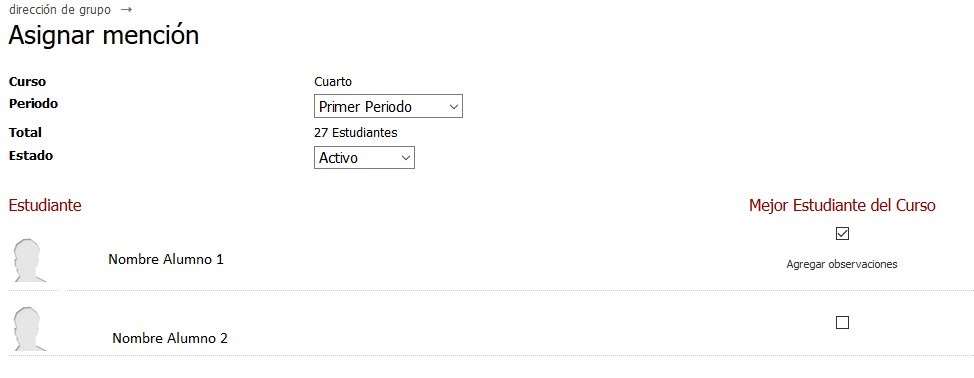 dirección de grupo →
Asignar mención
Curso Cuarto
Periodo Primer Periodo
Total 27 Estudiantes
Estado Activo
Estudiante Mejor Estudiante del Curso
Nombre Alumno 1
Agregar observaciones
Nombre Alumno 2